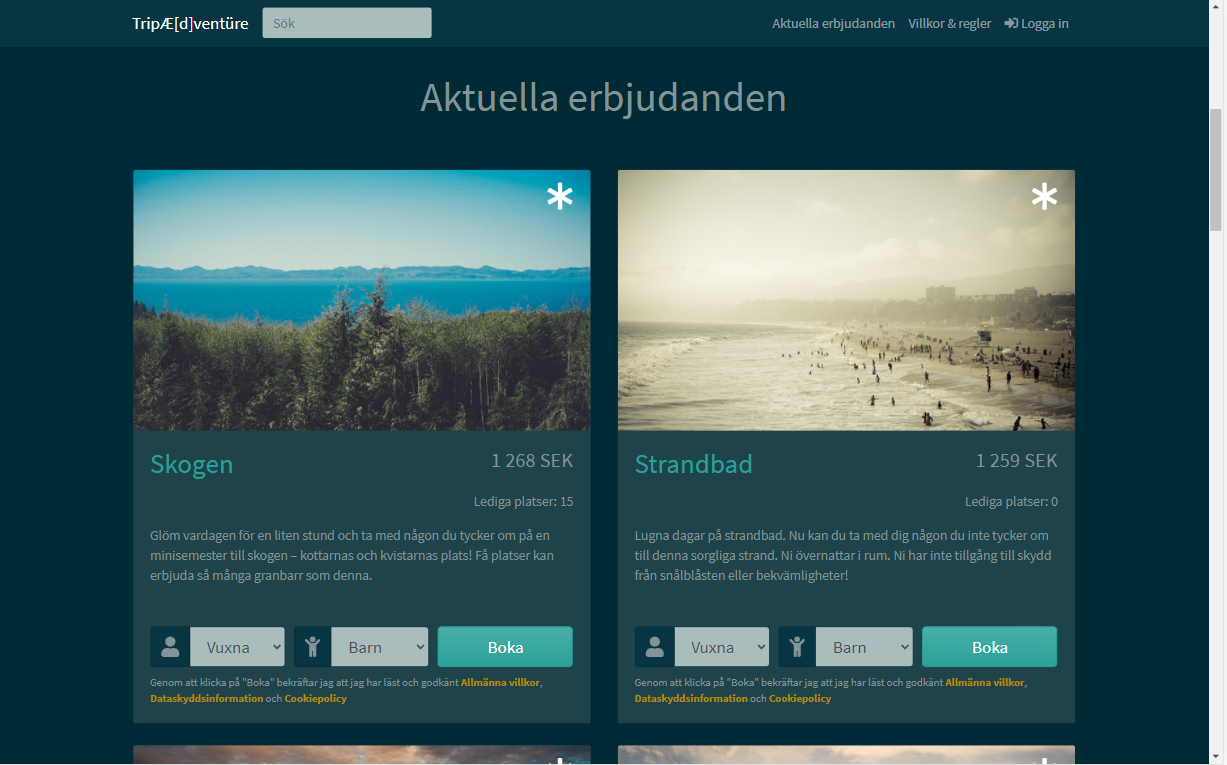 TripÆ[d]ventüre
Sök
Aktuella erbjudanden
Villkor & regler
Logga in
Aktuella erbjudanden
Skogen
1 268 SEK
Lediga platser: 15
Glöm vardagen för en liten stund och ta med någon du tycker om på en
minisemester till skogen – kottarnas och kvistarnas plats! Få platser kan
erbjuda så många granbarr som denna.
Vuxna
Barn
Boka
Genom att klicka på "Boka" bekräftar jag att jag har läst och godkänt Allmänna villkor,
Dataskyddsinformation och Cookiepolicy
Strandbad
1 259 SEK
Lediga platser: 0
Lugna dagar på strandbad. Nu kan du ta med dig någon du inte tycker om
till denna sorgliga strand. Ni övernattar i rum. Ni har inte tillgång till skydd
från snålblåsten eller bekvämligheter!
Vuxna
Barn
Boka
Genom att klicka på "Boka" bekräftar jag att jag har läst och godkänt Allmänna villkor,
Dataskyddsinformation och Cookiepolicy